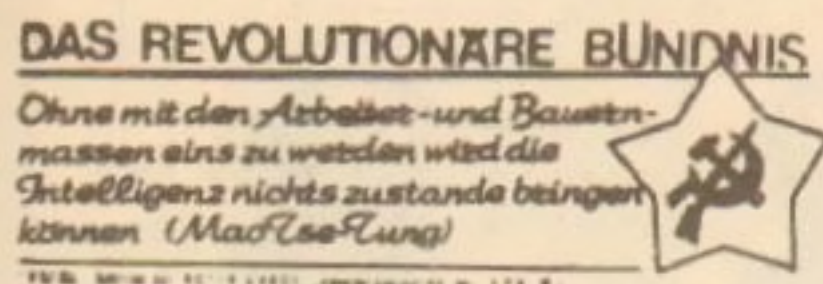 DAS REVOLUTIONÄRE BÜNDNIS
Ohne mit den Arbeiter-und Bauern-
massen eins zu werden wird die
Intelligenz nichts zustande bringen
können (Mao Tse-Tung)